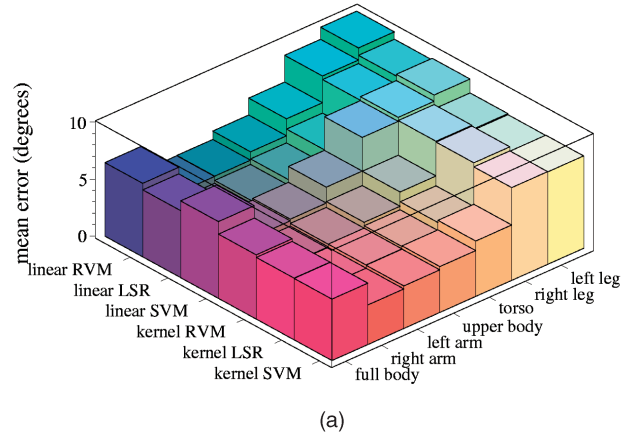 mean error (degrees)
10
5
0
linear RVM
linear LSR
linear SVM
kernel RVM
kernel LSR
kernel SVM
left leg
right leg
torso
upper body
left arm
right arm
full body
(a)